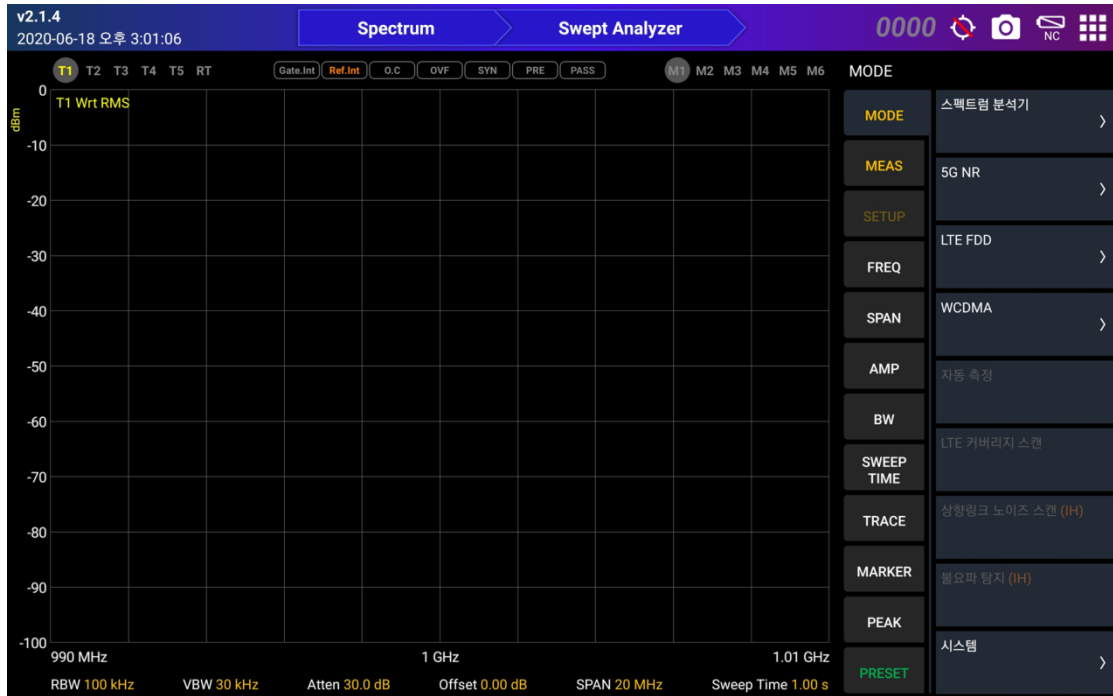 v2.1.4
2020-06-18 오후 3:01:06
Spectrum
Swept Analyzer
0000
NC
T1 T2 T3 T4 T5 RT
Gate.Int Ref.Int O.C OVF SYN PRE PASS
M1 M2 M3 M4 M5 M6
dBm
T1 Wrt RMS
0
-10
-20
-30
-40
-50
-60
-70
-80
-90
-100
990 MHz 1 GHz 1.01 GHz
RBW 100 kHz VBW 30 kHz Atten 30.0 dB Offset 0.00 dB SPAN 20 MHz Sweep Time 1.00 s
MODE
MODE
MEAS
SETUP
FREQ
SPAN
AMP
BW
SWEEP
TIME
TRACE
MARKER
PEAK
PRESET
스펙트럼 분석기
5G NR
LTE FDD
WCDMA
자동 측정
LTE 커버리지 스캔
상향링크 노이즈 스캔 (IH)
불요파 탐지 (IH)
시스템